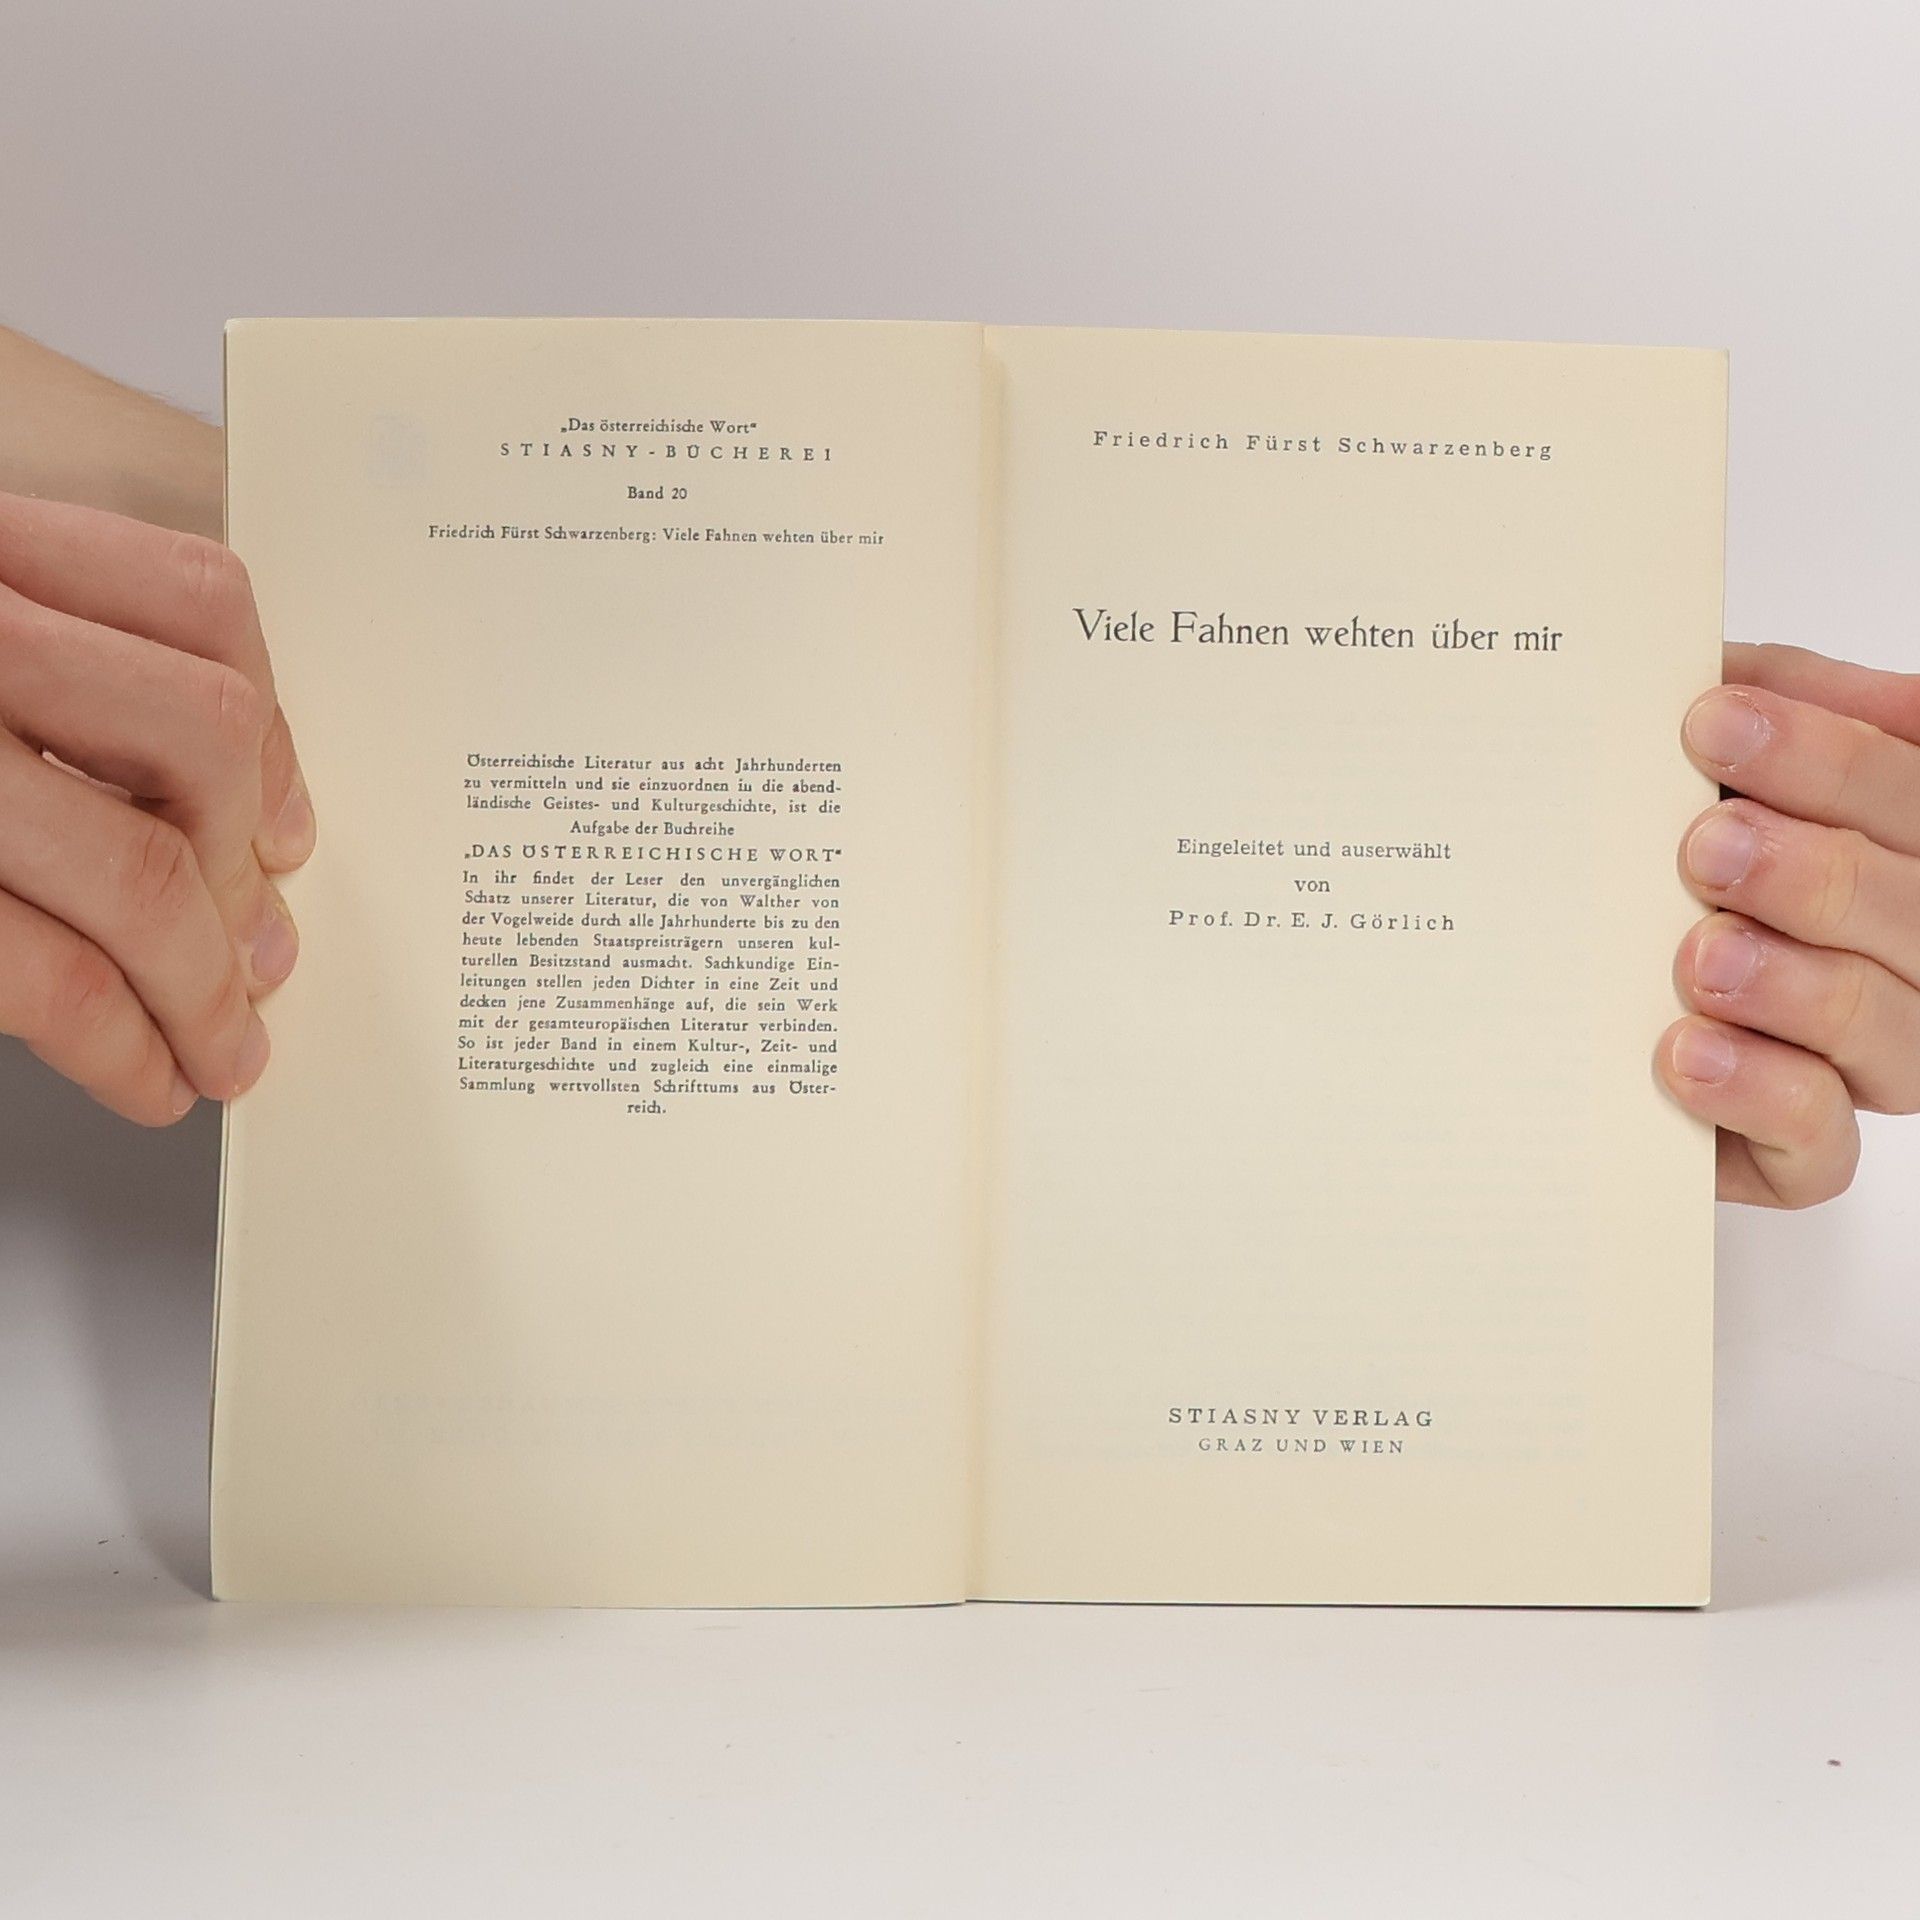 „Das österreichische Wort“
STIASNY-BÜCHEREI
Band 20
Friedrich Fürst Schwarzenberg: Viele Fahnen wehten über mir
Österreichische Literatur aus acht Jahrhunderten
zu vermitteln und sie einzuordnen in die abend-
ländische Geistes- und Kulturgeschichte, ist die
Aufgabe der Buchreihe
„DAS ÖSTERREICHISCHE WORT“
In ihr findet der Leser den unvergänglichen
Schatz unserer Literatur, die von Walther von
der Vogelweide durch alle Jahrhunderte bis zu den
heute lebenden Staatspreisträgern unseren kul-
turellen Besitzstand ausmacht. Sachkundige Ein-
leitungen stellen jeden Dichter in eine Zeit und
decken jene Zusammenhänge auf, die sein Werk
mit der gesamteuropäischen Literatur verbinden.
So ist jeder Band in einem Kultur-, Zeit- und
Literaturgeschichte und zugleich eine einmalige
Sammlung wertvollsten Schrifttums aus Öster-
reich.
Friedrich Fürst Schwarzenberg
Viele Fahnen wehten über mir
Eingeleitet und auserwählt
von
Prof. Dr. E. J. Görlich
STIASNY VERLAG
GRAZ UND WIEN